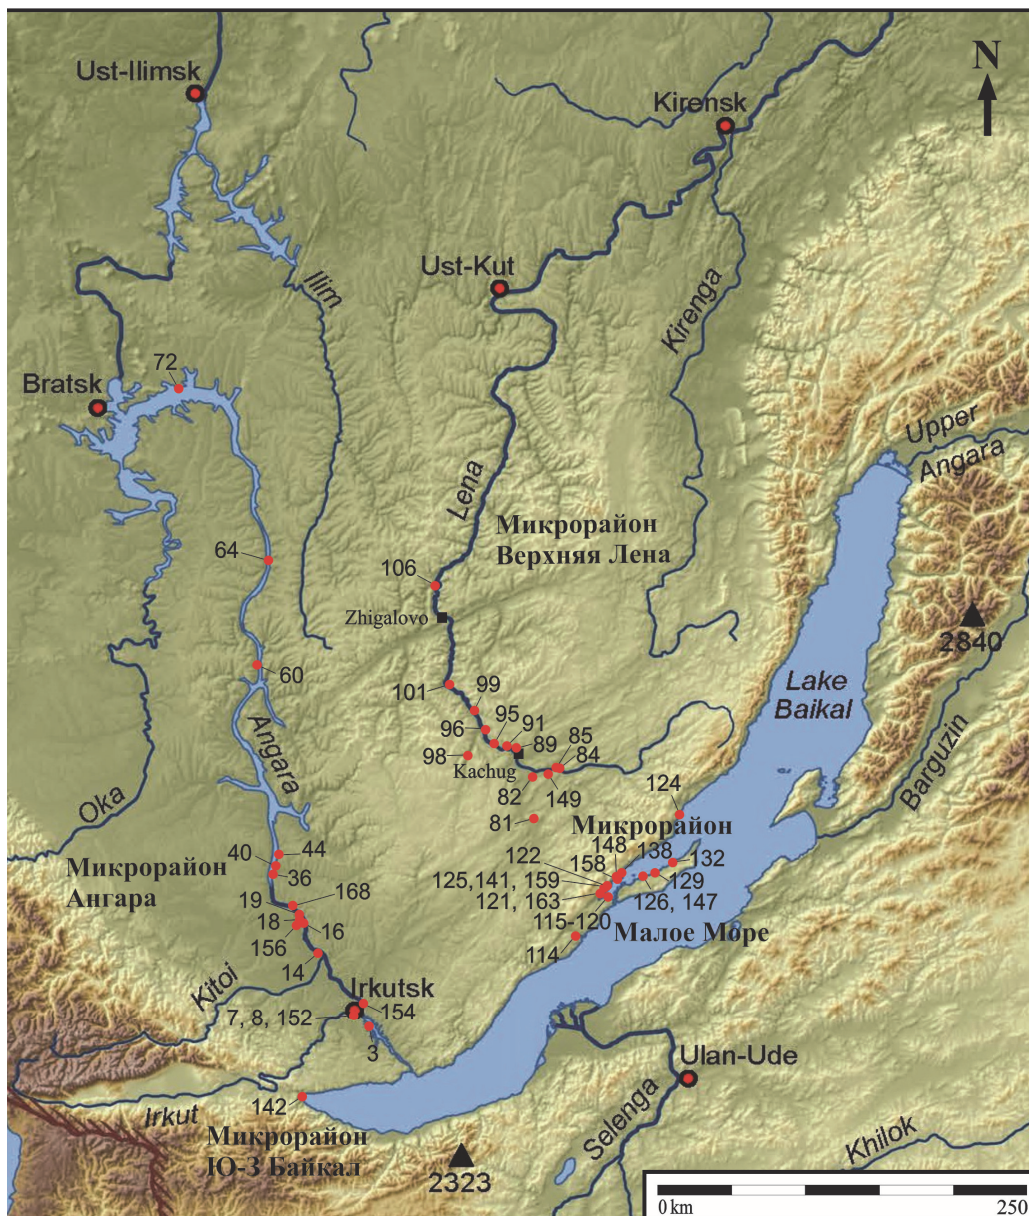 Ust-Ilimsk
N
Kirensk
Ust-Kut
Ilim
Kirenga
72
Bratsk
Upper
Angara
Lena
Микрорайон
Верхняя Лена
64
106
Zhigalovo
2840
60
101
99
Lake
Baikal
Angara
96
95
91
89
85
84
98
Kachug
Barguzin
Oka
82
149
124
81
Микрорайон
148
138
44
40
158
132
Микрорайон
Ангара
36
122
168
125, 141, 159
129
19
121, 163
126, 147
18
16
115-120
Малое Море
156
114
14
Kitoi
Irkutsk
154
7, 8, 152
3
Ulan-Ude
142
Irkut
Selenga
Микрорайон
Ю-З Байкал
Khilok
2323
0 km
250